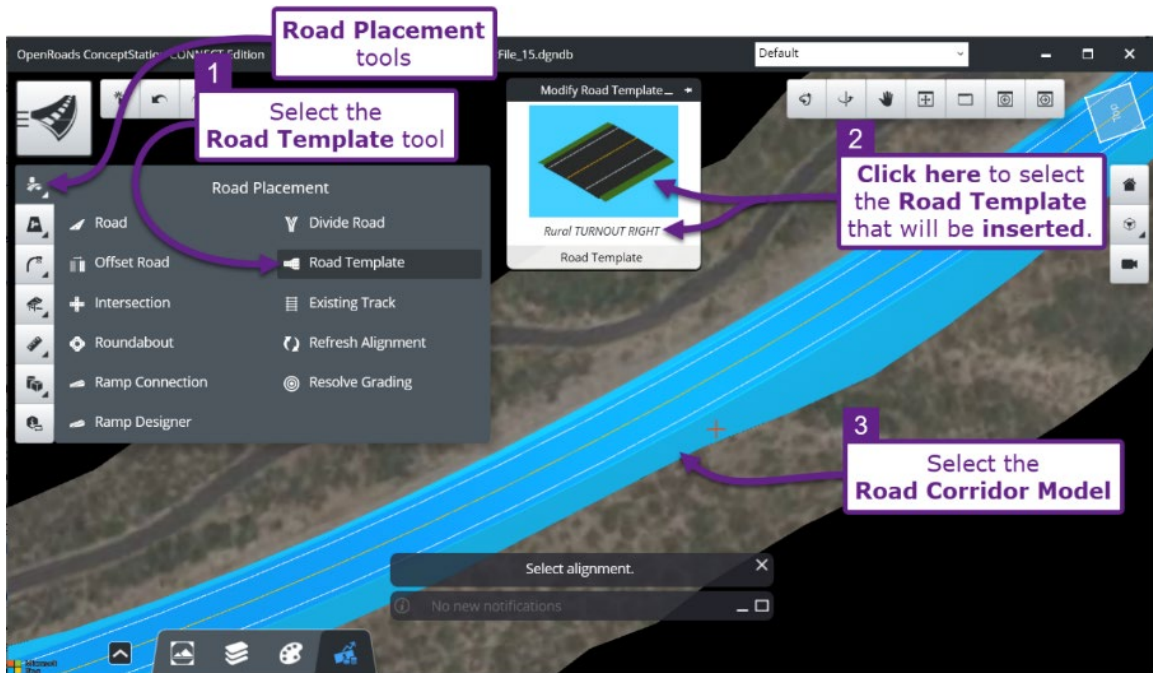 Road Placement
tools
OpenRoads ConceptStation CONNECT Edition
File_15.dgndb
Default
1
Select the
Road Template tool
Modify Road Template
2
Click here to select
the Road Template
that will be inserted.
Rural TURNOUT RIGHT
Road Template
Road Placement
Road
Divide Road
Offset Road
Road Template
Intersection
Existing Track
Roundabout
Refresh Alignment
Ramp Connection
Resolve Grading
Ramp Designer
3
Select the
Road Corridor Model
Select alignment.
No new notifications
Microsoft